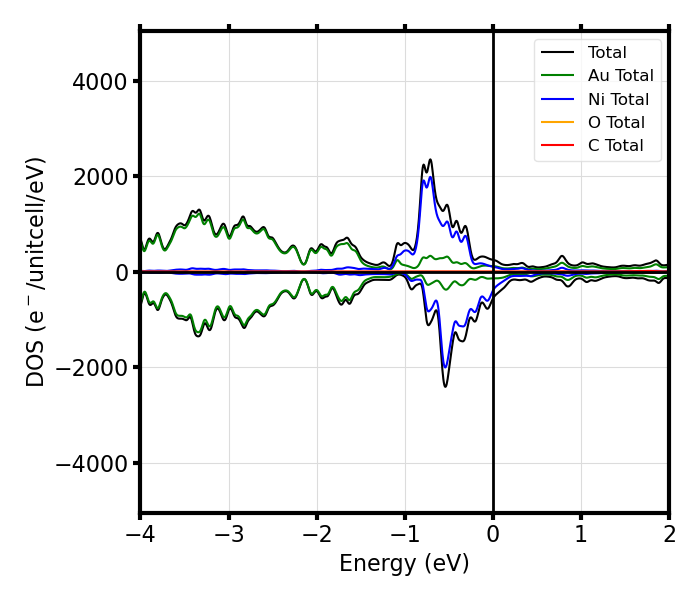 Total
Au Total
Ni Total
O Total
C Total
4000
2000
0
−2000
−4000
DOS (e⁻/unitcell/eV)
−4 −3 −2 −1 0 1 2
Energy (eV)